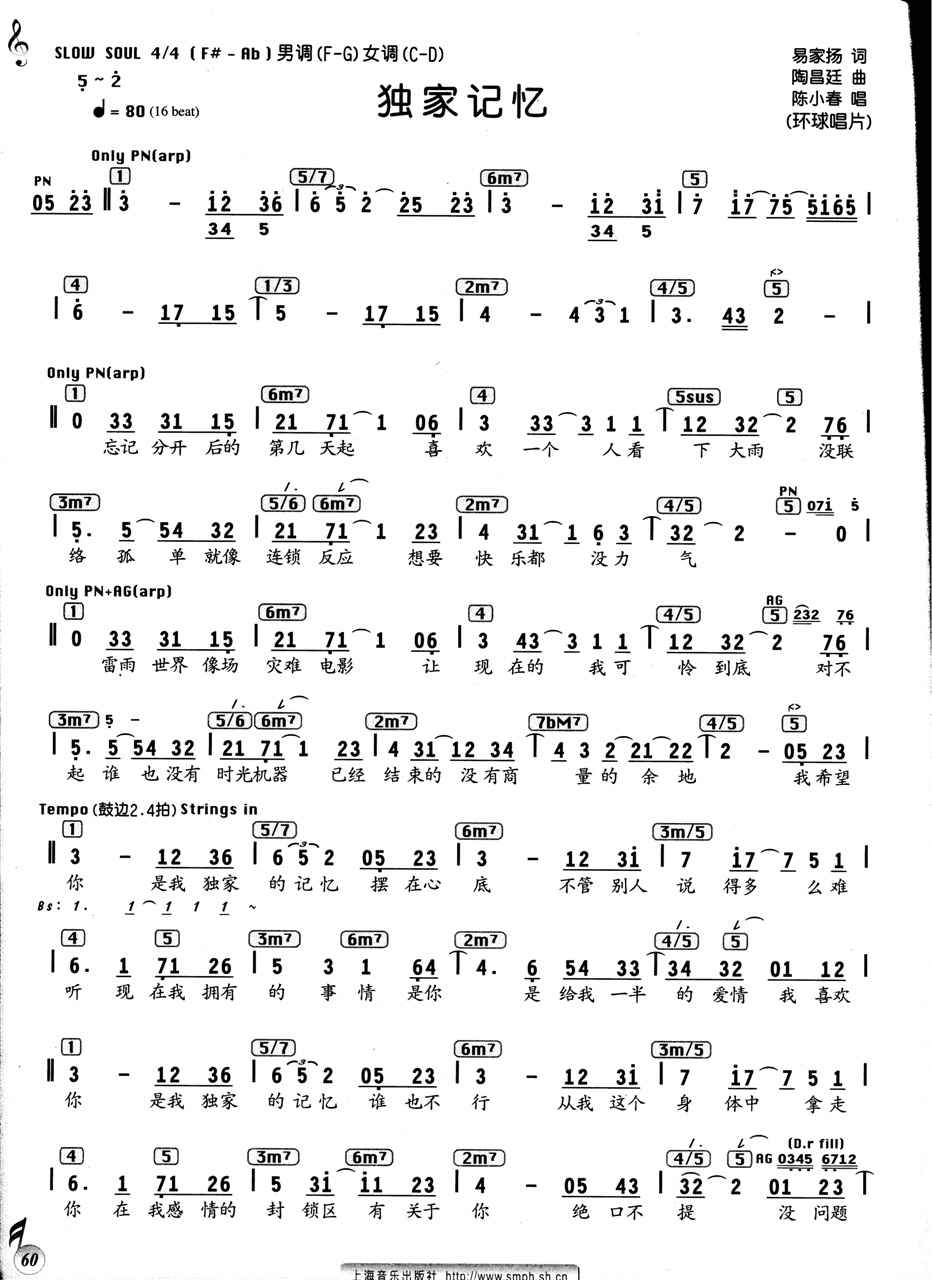 SLOW SOUL 4/4 ( F# - Ab ) 男调(F-G)女调(C-D)
5 ~ 2
♩= 80 (16 beat)
独家记忆
易家扬 词
陶昌廷 曲
陈小春 唱
(环球唱片)
Only PN(arp)
PN 1 5/7 6m7 5
05 23 ‖ 3 – 12 36 | 6 5 2 25 23 | 3 – 12 3i | 7 17 75 5165 |
34 5 34 5
4 1/3 2m7 4/5 5
| 6 – 17 15 | 5 – 17 15 | 4 – 4 3 1 | 3. 43 2 – |
Only PN(arp)
1 6m7 4 5sus 5
‖ 0 33 31 15 | 21 71 1 06 | 3 33 3 1 1 | 12 32 2 76 |
忘记 分开 后的 第几 天起 喜 欢 一个 人看 下 大雨 没联
3m7 5/6 6m7 2m7 4/5 PN 5 071 5
| 5. 5 54 32 | 21 71 1 23 | 4 31 1 6 3 | 32 2 – 0 |
络 孤 单 就像 连锁 反应 想要 快 乐都 没力 气
Only PN+AG(arp)
1 6m7 4 4/5 AG 5 232 76
‖ 0 33 31 15 | 21 71 1 06 | 3 43 3 1 1 | 12 32 2 76 |
雷雨 世界 像场 灾难 电影 让 现 在的 我可 怜 到底 对不
3m7 5 – 5/6 6m7 2m7 7bM7 4/5 5
| 5. 5 54 32 | 21 71 1 23 | 4 31 12 34 | 4 3 2 21 22 | 2 – 05 23 |
起 谁 也 没有 时光 机器 已经 结束的 没有商 量的 余 地 我希望
Tempo (鼓边2.4拍) Strings in
1 5/7 6m7 3m/5
‖ 3 – 12 36 | 6 5 2 05 23 | 3 – 12 3i | 7 i7 7 5 1 |
你 是我 独家 的 记 忆 摆 在心 底 不管 别人 说 得多 么难
Bs: 1. 1 1 1 1 ~
4 5 3m7 6m7 2m7 4/5 5
| 6. 1 71 26 | 5 3 1 64 | 4. 6 54 33 | 34 32 01 12 |
听 现 在我 拥有 的 事 情 是你 是 给我 一半 的 爱情 我 喜欢
1 5/7 6m7 3m/5
‖ 3 – 12 36 | 6 5 2 05 23 | 3 – 12 3i | 7 i7 7 5 1 |
你 是我 独家 的 记 忆 谁 也不 行 从我 这个 身 体中 拿走
4 5 3m7 6m7 2m7 4/5 5 AG (D.r fill) 0345 6712
| 6. 1 71 26 | 5 3i i1 23 | 4 – 05 43 | 32 2 01 23 |
你 在 我感 情的 封 锁区 有 关于 你 绝 口不 提 没 问题
60
上海音乐出版社 http://www.smph.sh.cn